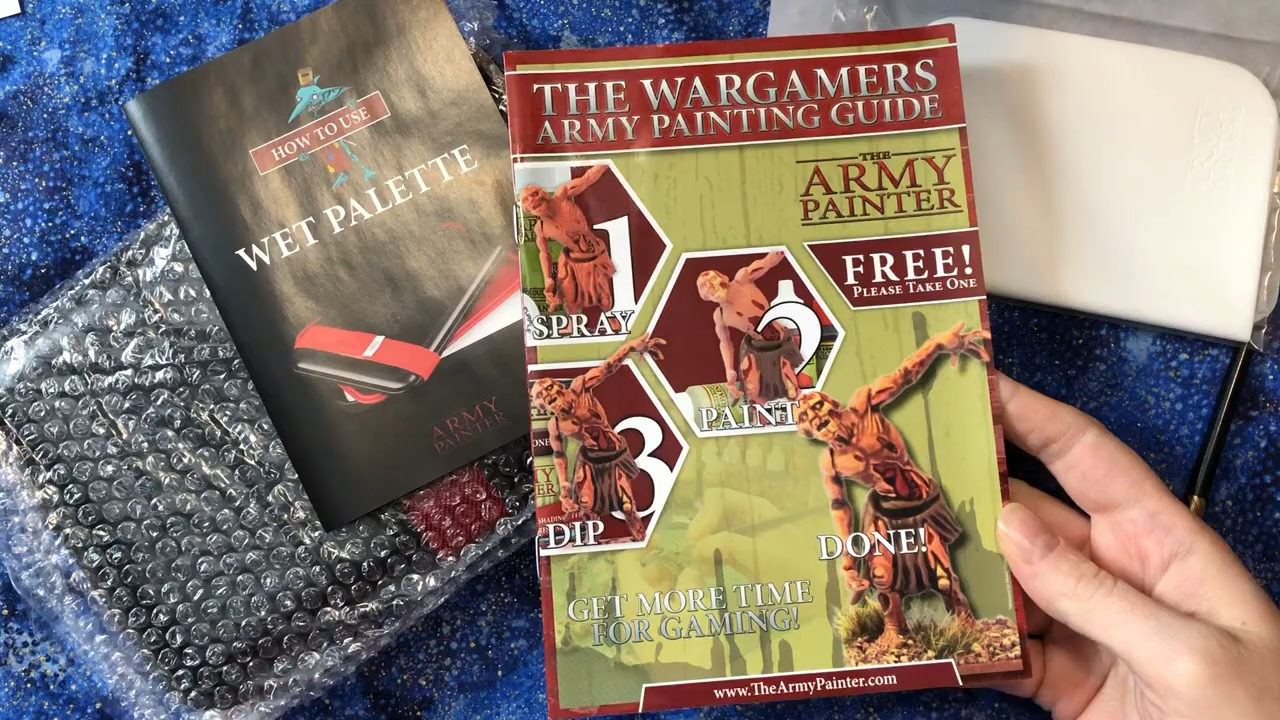 HOW TO USE
WET PALETTE
ARMY
PAINTER
THE WARGAMERS
ARMY PAINTING GUIDE
THE
ARMY
PAINTER
FREE!
PLEASE TAKE ONE
1
SPRAY
2
PAINT
3
DIP
DONE!
GET MORE TIME
FOR GAMING!
www.TheArmyPainter.com